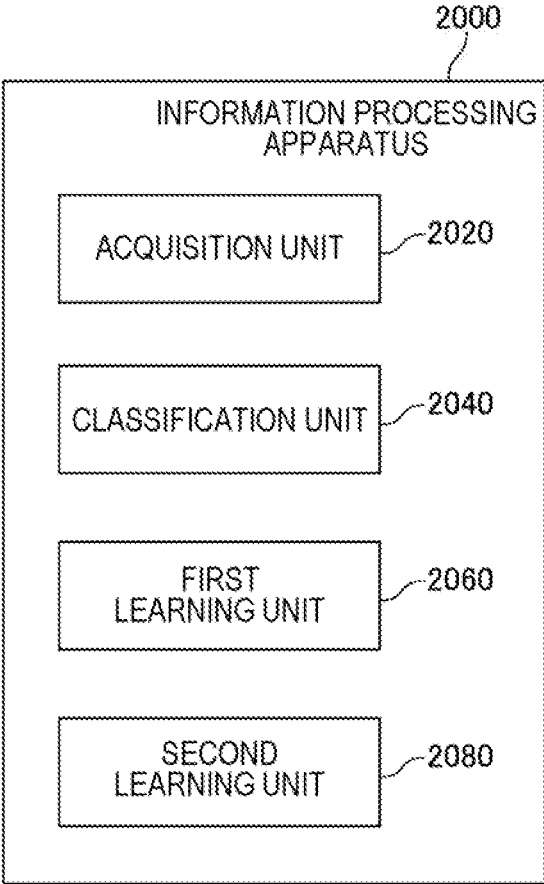 2000
INFORMATION PROCESSING
APPARATUS
ACQUISITION UNIT
2020
CLASSIFICATION UNIT
2040
FIRST
LEARNING UNIT
2060
SECOND
LEARNING UNIT
2080